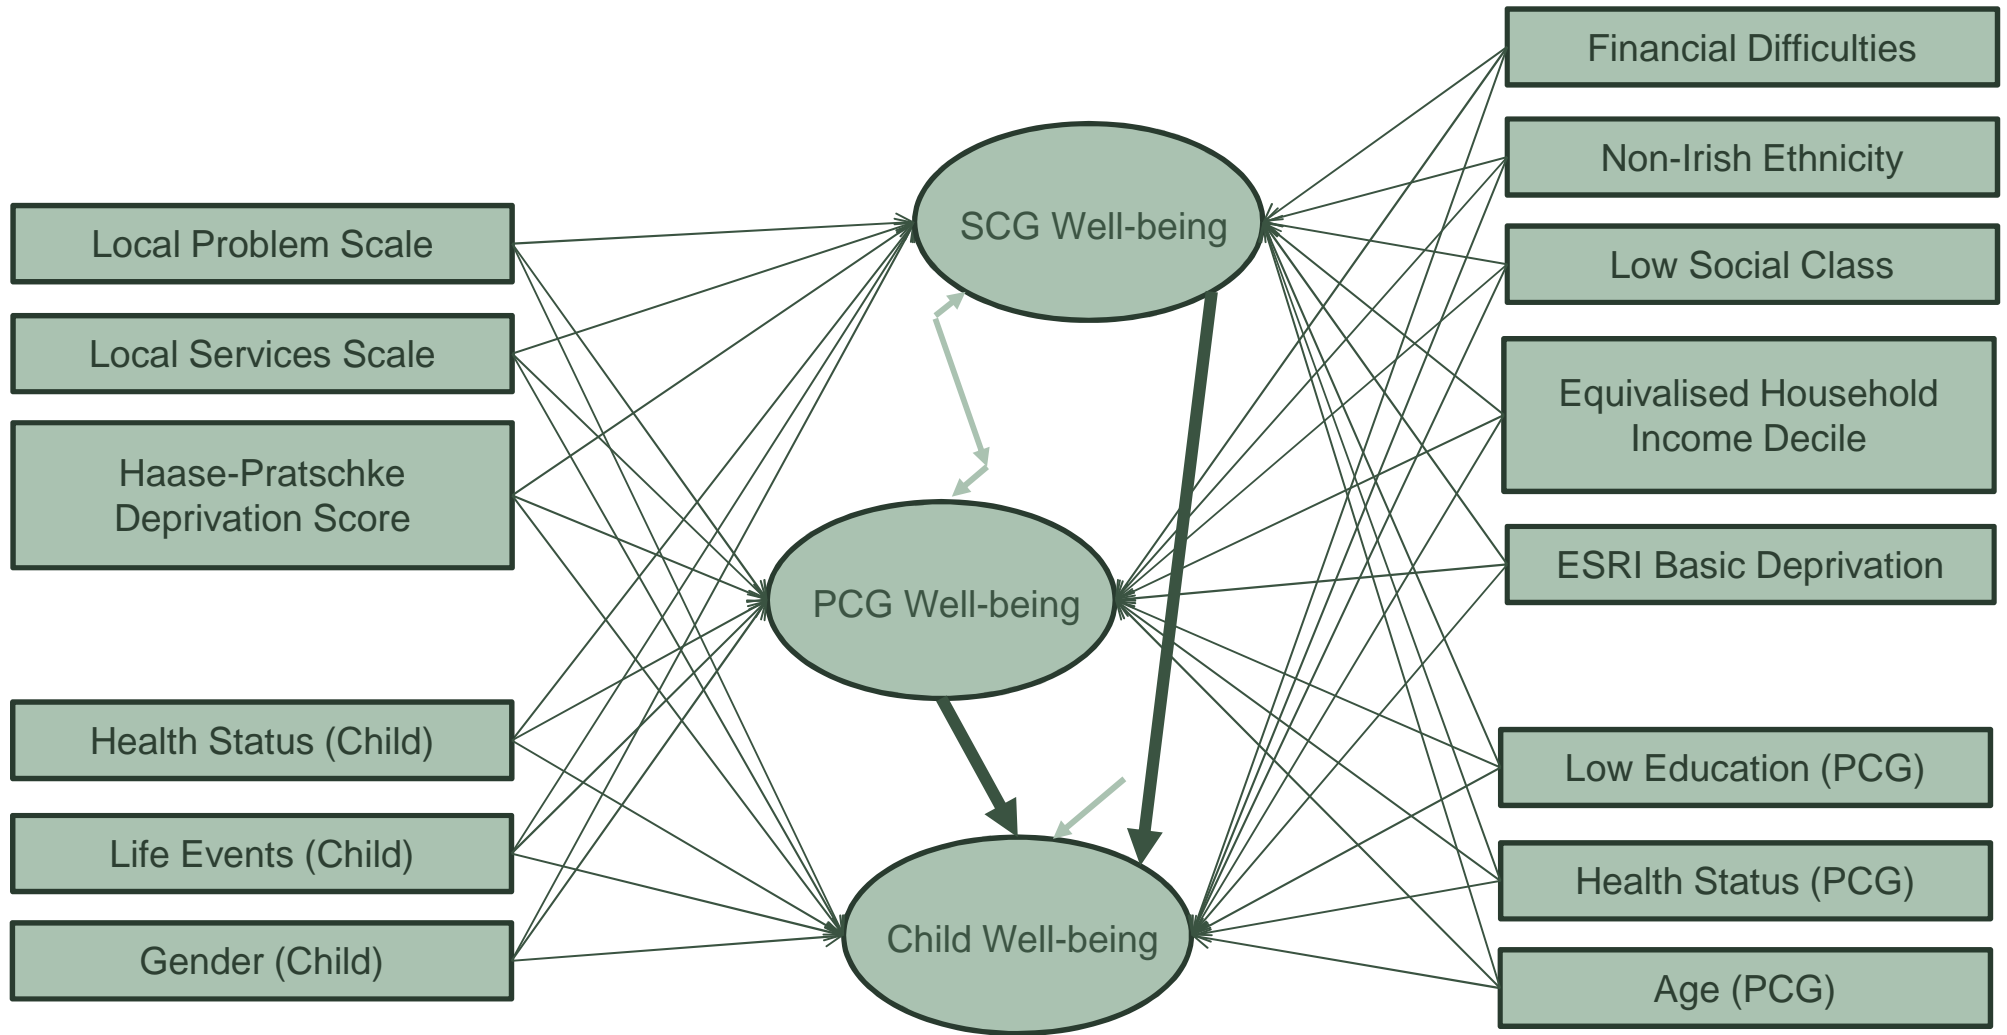 Local Problem Scale
Local Services Scale
Haase-Pratschke
Deprivation Score
Health Status (Child)
Life Events (Child)
Gender (Child)
SCG Well-being
PCG Well-being
Child Well-being
Financial Difficulties
Non-Irish Ethnicity
Low Social Class
Equivalised Household
Income Decile
ESRI Basic Deprivation
Low Education (PCG)
Health Status (PCG)
Age (PCG)